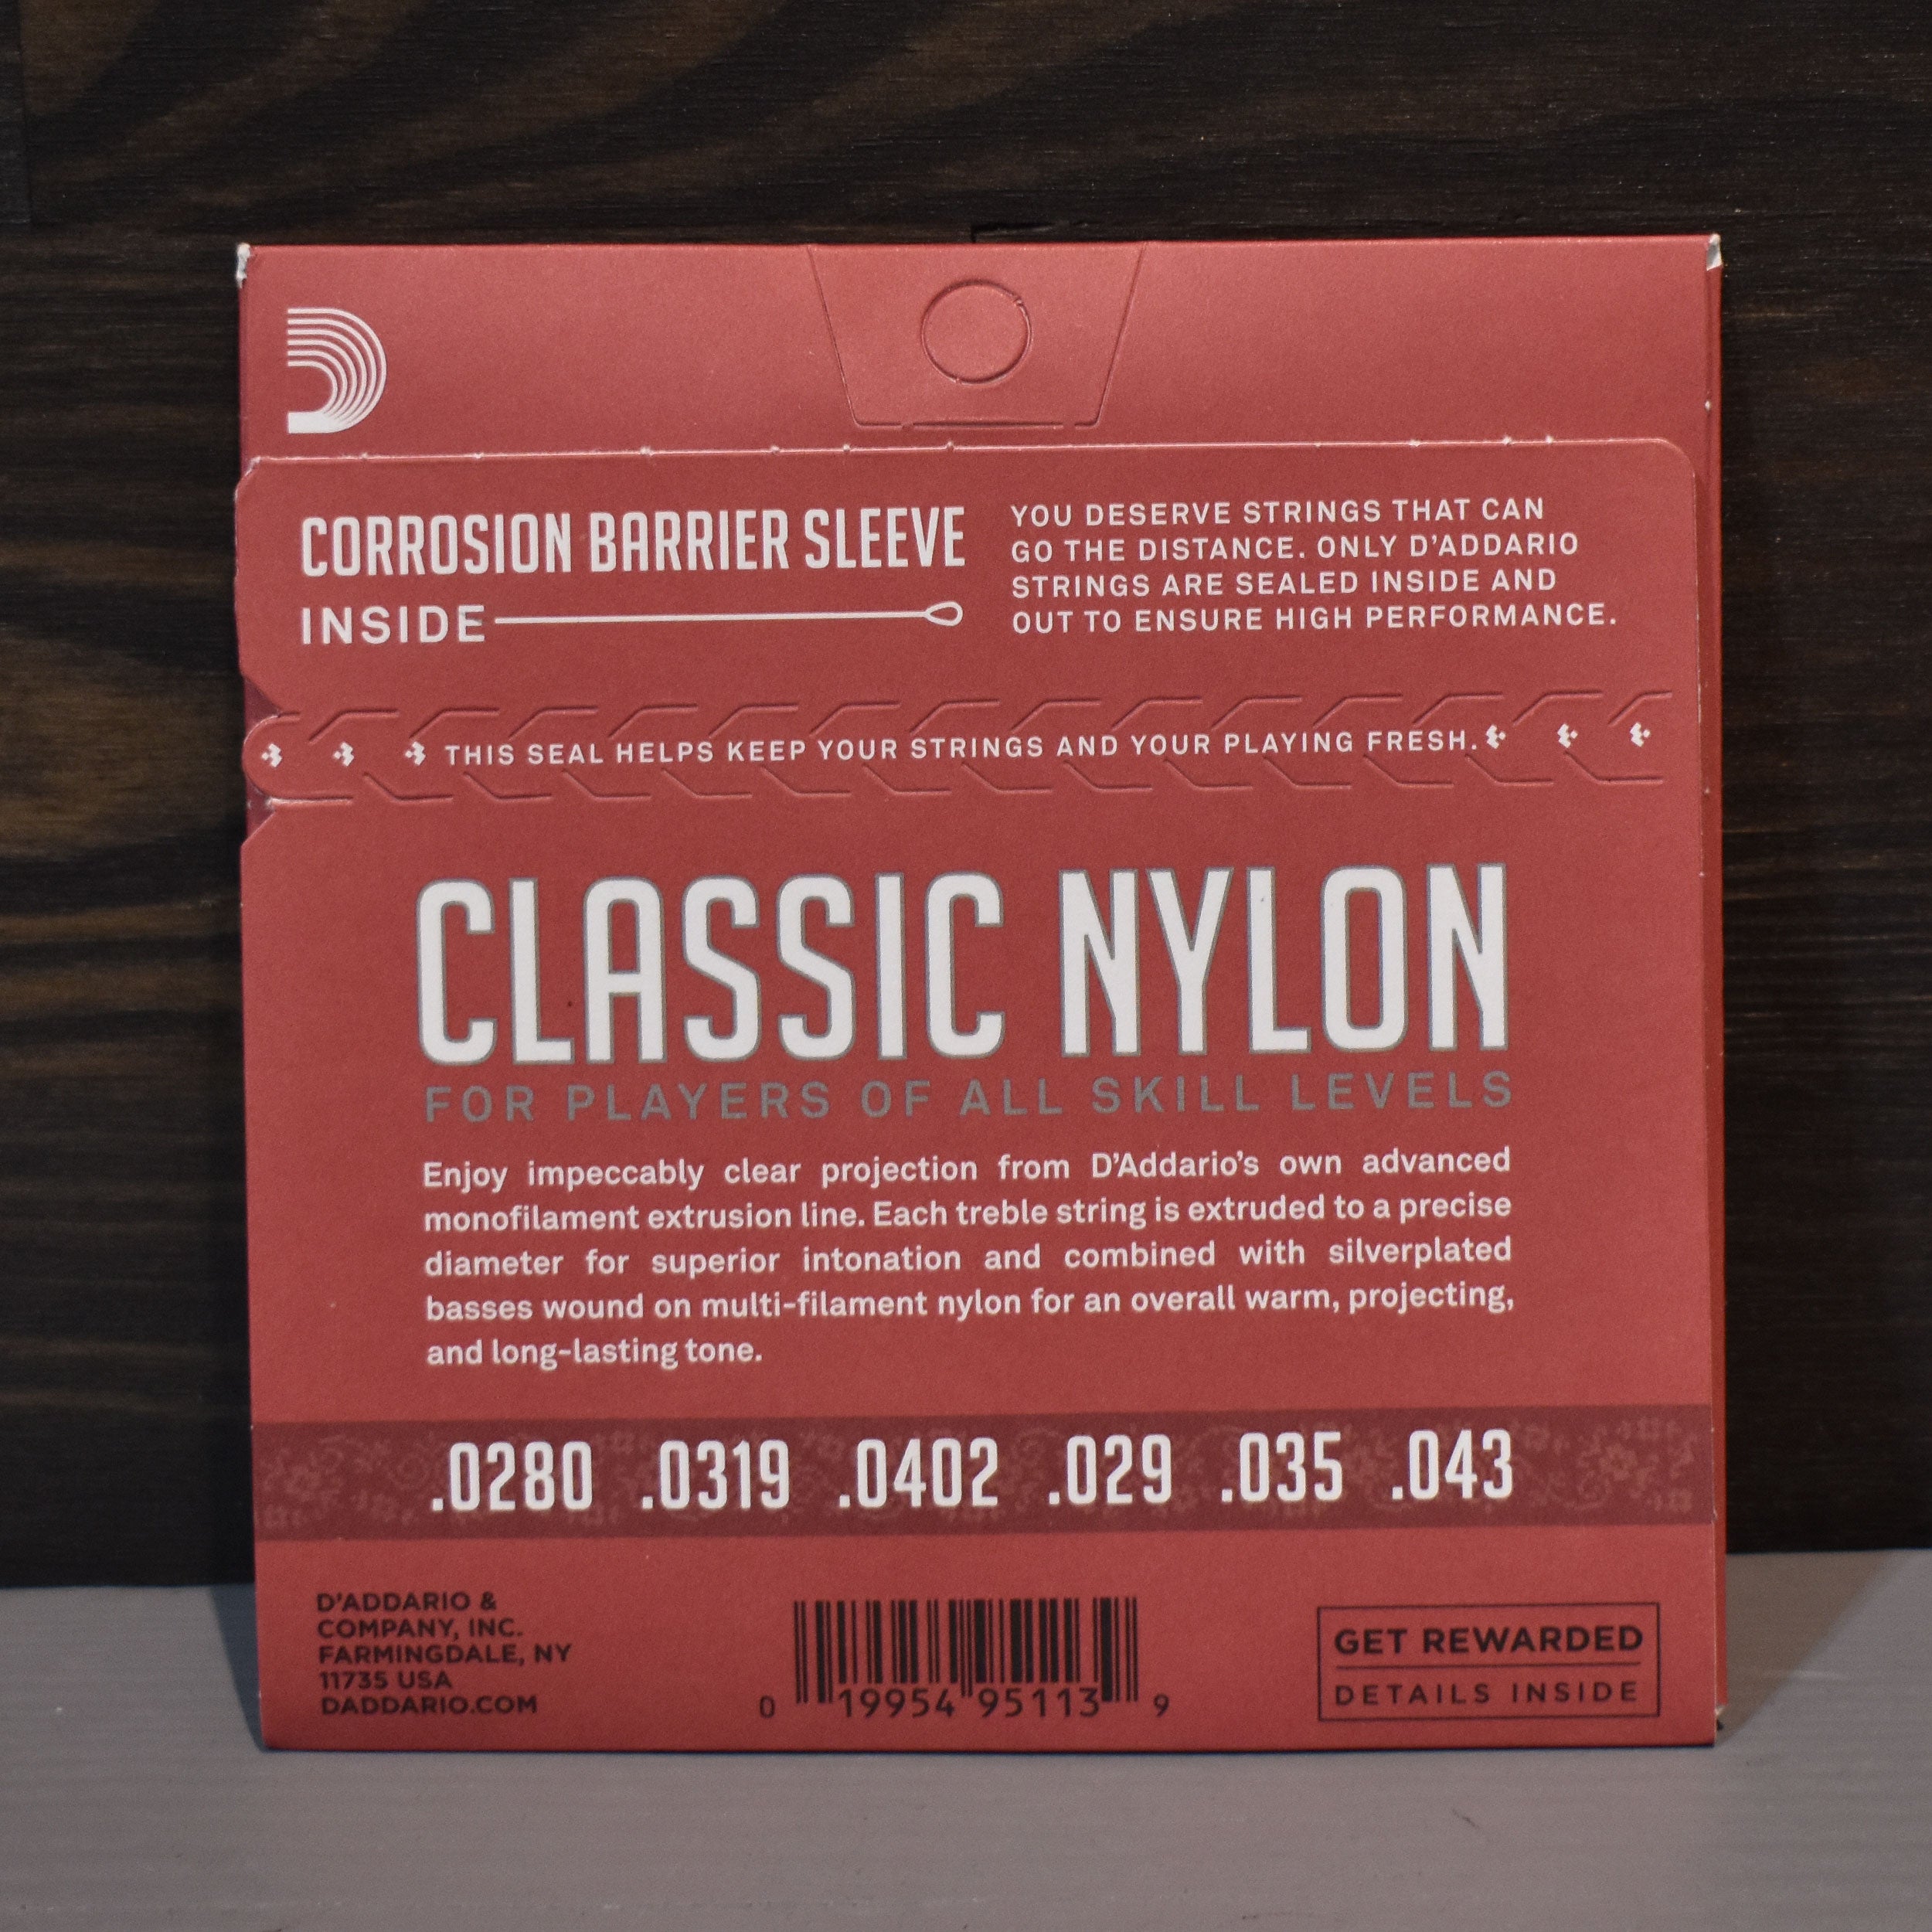 CORROSION BARRIER SLEEVE
INSIDE
YOU DESERVE STRINGS THAT CAN
GO THE DISTANCE. ONLY D'ADDARIO
STRINGS ARE SEALED INSIDE AND
OUT TO ENSURE HIGH PERFORMANCE.
THIS SEAL HELPS KEEP YOUR STRINGS AND YOUR PLAYING FRESH.
CLASSIC NYLON
FOR PLAYERS OF ALL SKILL LEVELS
Enjoy impeccably clear projection from D'Addario's own advanced
monofilament extrusion line. Each treble string is extruded to a precise
diameter for superior intonation and combined with silverplated
basses wound on multi-filament nylon for an overall warm, projecting,
and long-lasting tone.
.0280 .0319 .0402 .029 .035 .043
D'ADDARIO &
COMPANY, INC.
FARMINGDALE, NY
11735 USA
DADDARIO.COM
0 19954 95113 9
GET REWARDED
DETAILS INSIDE